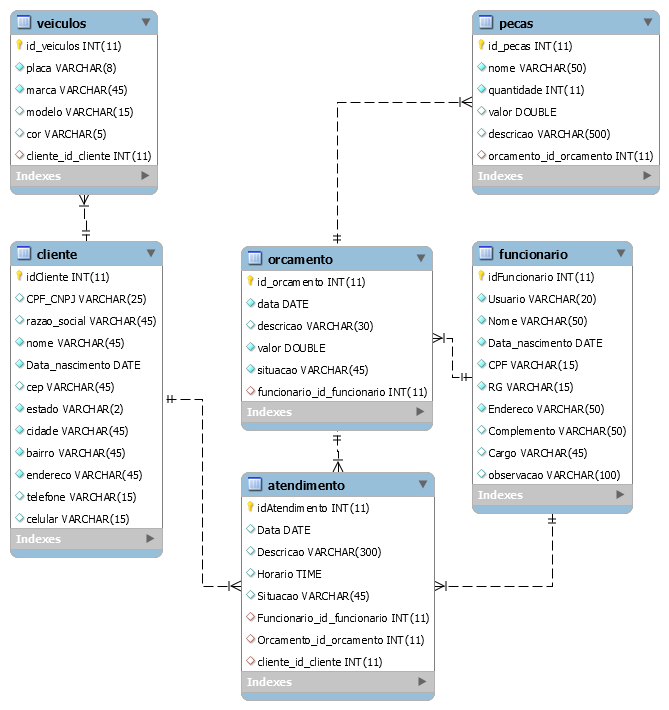 veiculos
id_veiculos INT(11)
placa VARCHAR(8)
marca VARCHAR(45)
modelo VARCHAR(15)
cor VARCHAR(5)
cliente_id_cliente INT(11)
Indexes
pecas
id_pecas INT(11)
nome VARCHAR(50)
quantidade INT(11)
valor DOUBLE
descricao VARCHAR(500)
orcamento_id_orcamento INT(11)
Indexes
cliente
idCliente INT(11)
CPF_CNPJ VARCHAR(25)
razao_social VARCHAR(45)
nome VARCHAR(45)
Data_nascimento DATE
cep VARCHAR(45)
estado VARCHAR(2)
cidade VARCHAR(45)
bairro VARCHAR(45)
endereco VARCHAR(45)
telefone VARCHAR(15)
celular VARCHAR(15)
Indexes
orcamento
id_orcamento INT(11)
data DATE
descricao VARCHAR(30)
valor DOUBLE
situacao VARCHAR(45)
funcionario_id_funcionario INT(11)
Indexes
funcionario
idFuncionario INT(11)
Usuario VARCHAR(20)
Nome VARCHAR(50)
Data_nascimento DATE
CPF VARCHAR(15)
RG VARCHAR(15)
Endereco VARCHAR(50)
Complemento VARCHAR(50)
Cargo VARCHAR(45)
observacao VARCHAR(100)
Indexes
atendimento
idAtendimento INT(11)
Data DATE
Descricao VARCHAR(300)
Horario TIME
Situacao VARCHAR(45)
Funcionario_id_funcionario INT(11)
Orcamento_id_orcamento INT(11)
cliente_id_cliente INT(11)
Indexes